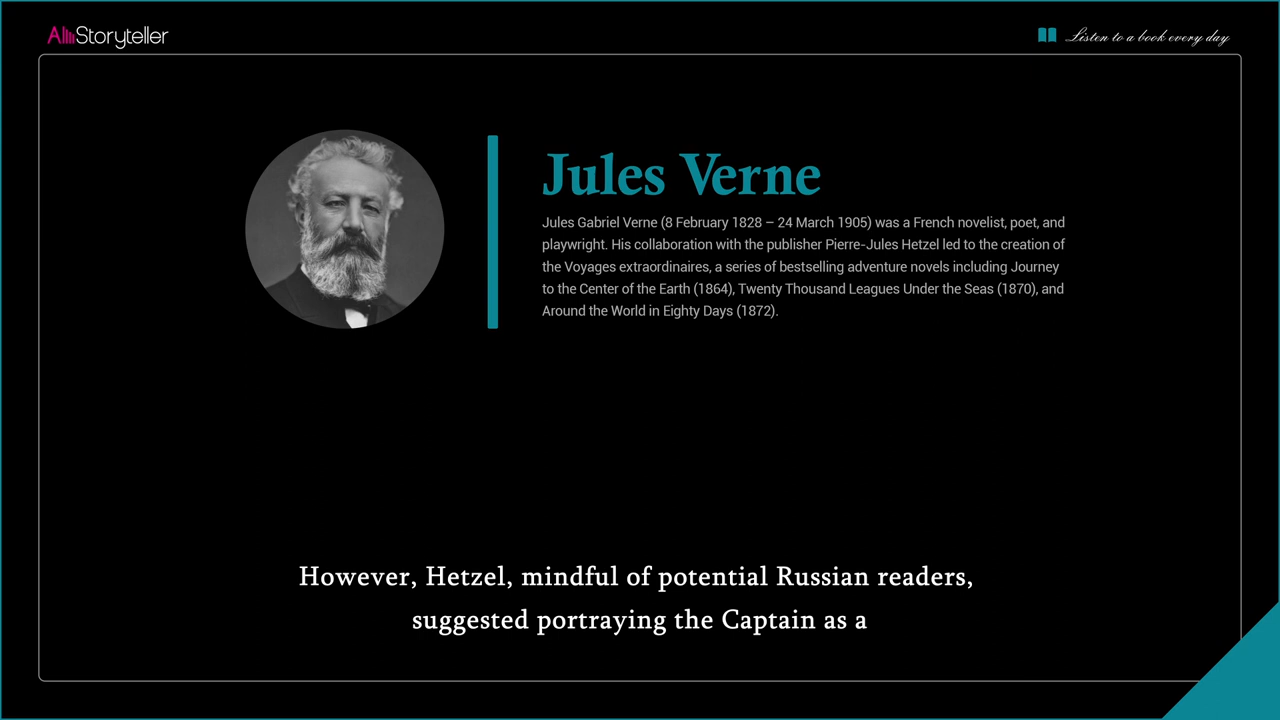 AllStoryteller
Listen to a book every day
Jules Verne
Jules Gabriel Verne (8 February 1828 – 24 March 1905) was a French novelist, poet, and
playwright. His collaboration with the publisher Pierre-Jules Hetzel led to the creation of
the Voyages extraordinaires, a series of bestselling adventure novels including Journey
to the Center of the Earth (1864), Twenty Thousand Leagues Under the Seas (1870), and
Around the World in Eighty Days (1872).
However, Hetzel, mindful of potential Russian readers,
suggested portraying the Captain as a